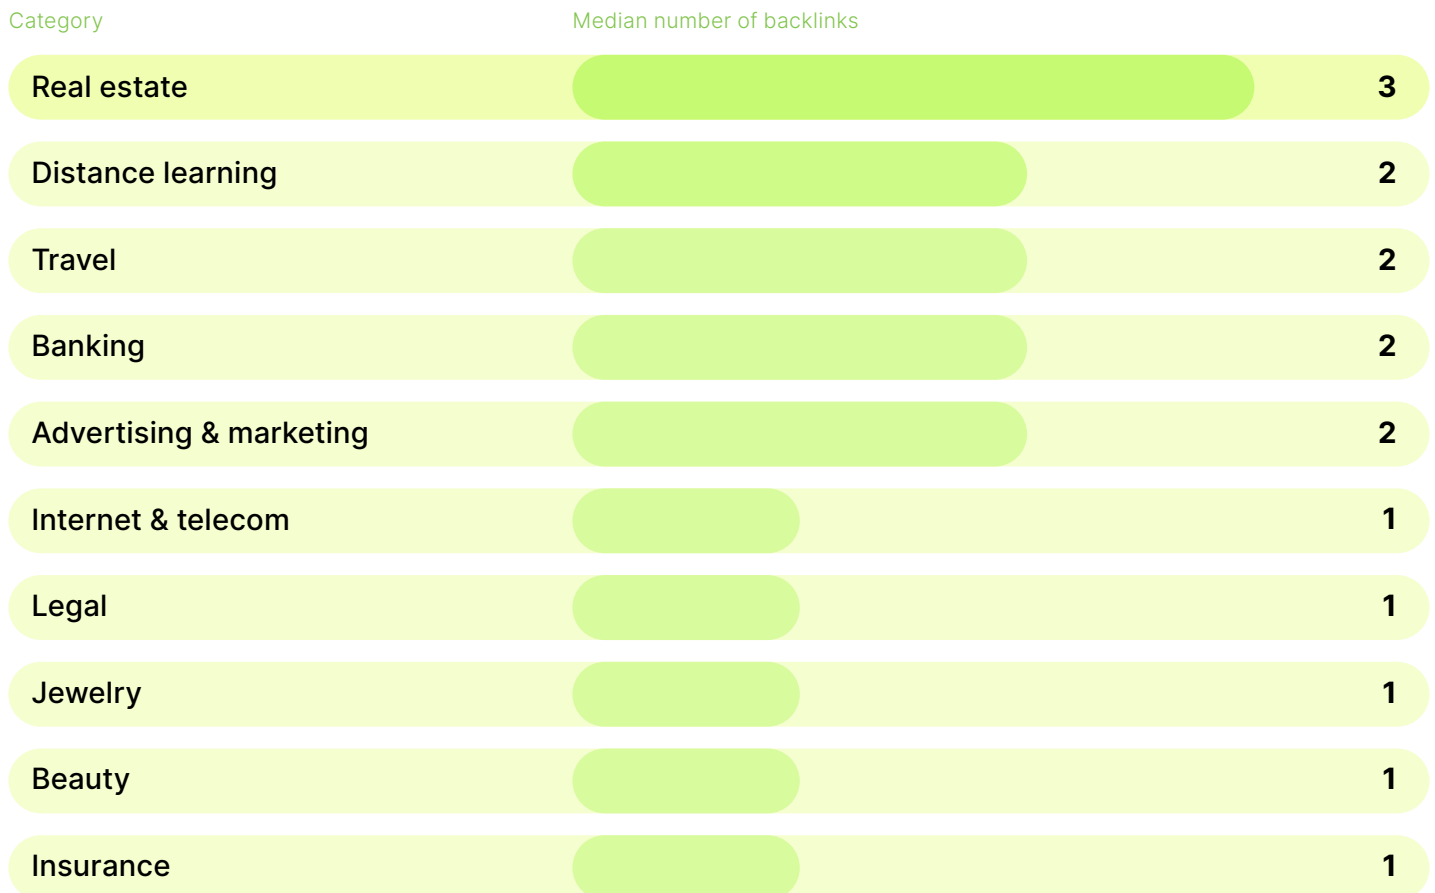 Category Median number of backlinks
Real estate 3
Distance learning 2
Travel 2
Banking 2
Advertising & marketing 2
Internet & telecom 1
Legal 1
Jewelry 1
Beauty 1
Insurance 1